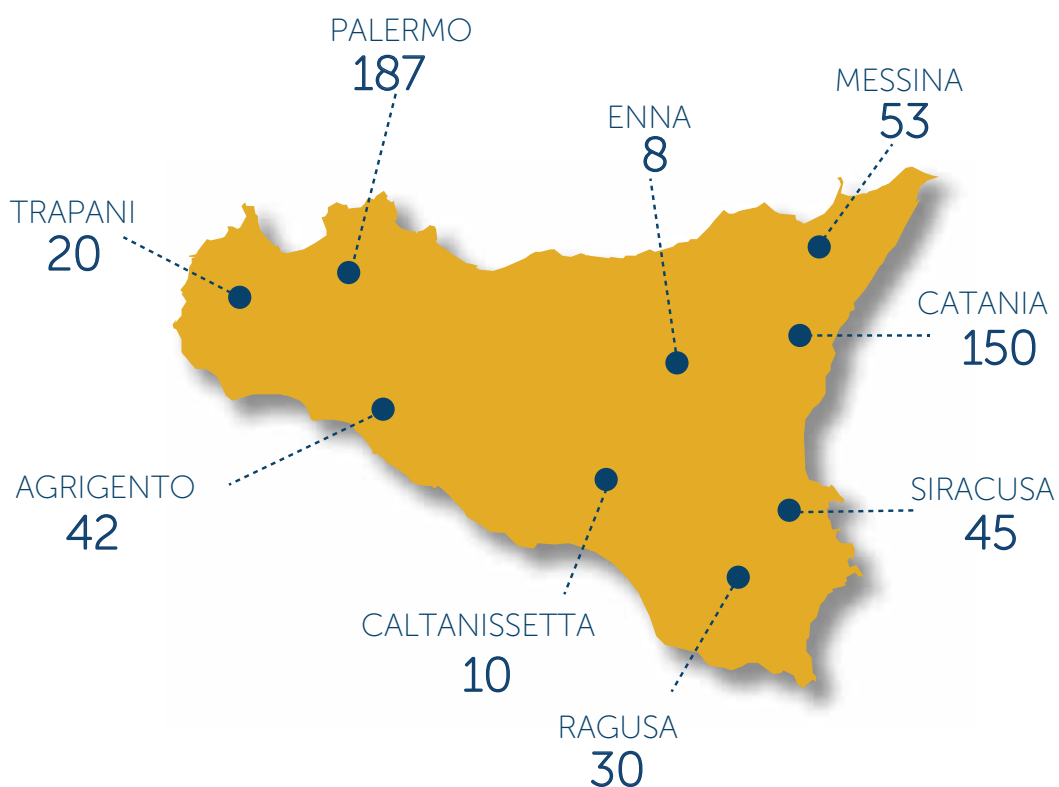 PALERMO
187
MESSINA
53
ENNA
8
TRAPANI
20
CATANIA
150
AGRIGENTO
42
SIRACUSA
45
CALTANISSETTA
10
RAGUSA
30